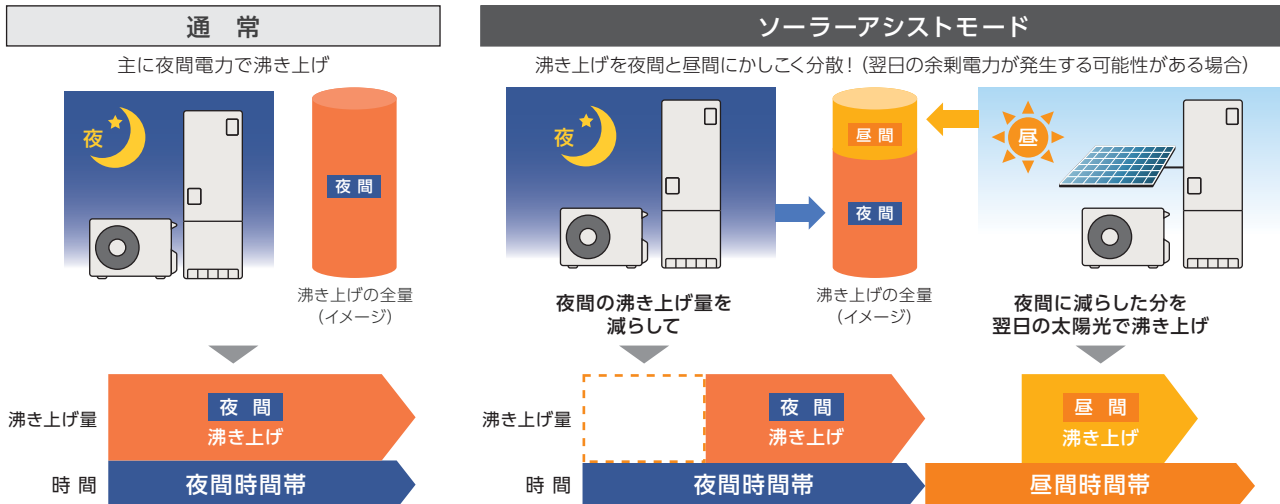 通常
主に夜間電力で沸き上げ
夜
夜間
沸き上げの全量
（イメージ）
沸き上げ量
夜間
沸き上げ
時間
夜間時間帯
ソーラーアシストモード
沸き上げを夜間と昼間にかしこく分散！（翌日の余剰電力が発生する可能性がある場合）
夜
昼間
夜間
昼
夜間の沸き上げ量を
減らして
沸き上げの全量
（イメージ）
夜間に減らした分を
翌日の太陽光で沸き上げ
沸き上げ量
夜間
沸き上げ
昼間
沸き上げ
時間
夜間時間帯
昼間時間帯